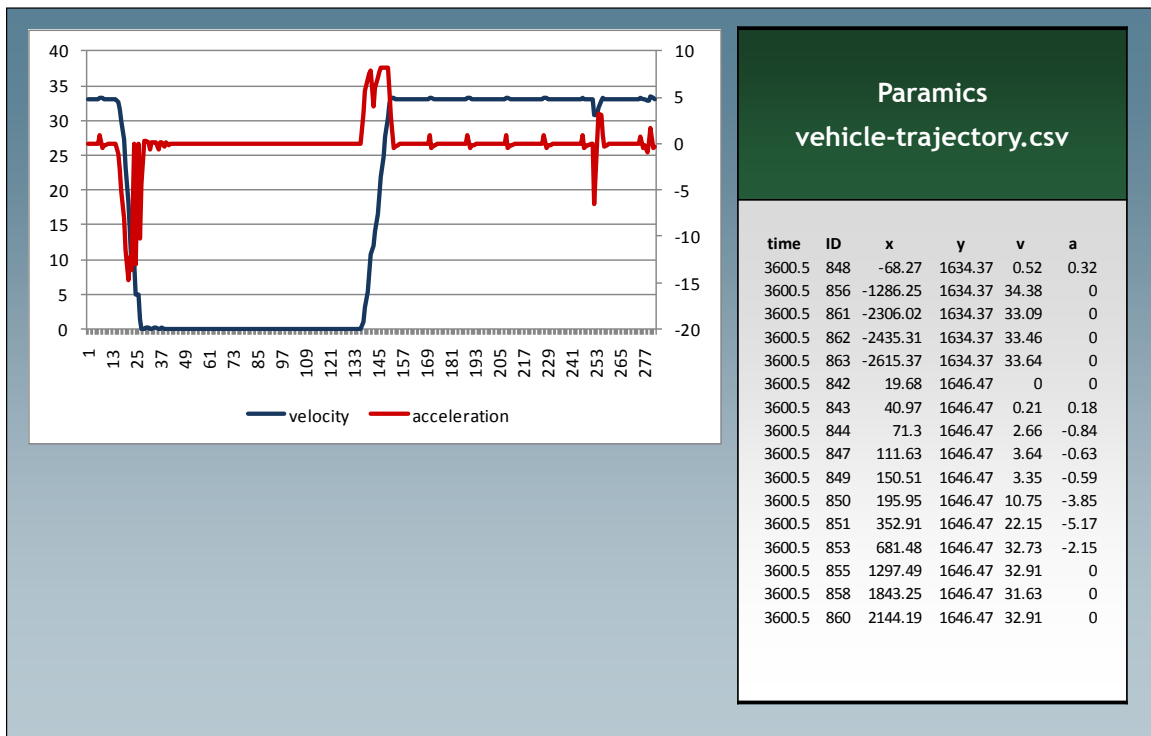 40
35
30
25
20
15
10
5
0
10
5
0
-5
-10
-15
-20
1 13 25 37 49 61 73 85 97 109 121 133 145 157 169 181 193 205 217 229 241 253 265 277
velocity acceleration
Paramics
vehicle-trajectory.csv
time ID x y v a
3600.5 848 -68.27 1634.37 0.52 0.32
3600.5 856 -1286.25 1634.37 34.38 0
3600.5 861 -2306.02 1634.37 33.09 0
3600.5 862 -2435.31 1634.37 33.46 0
3600.5 863 -2615.37 1634.37 33.64 0
3600.5 842 19.68 1646.47 0 0
3600.5 843 40.97 1646.47 0.21 0.18
3600.5 844 71.3 1646.47 2.66 -0.84
3600.5 847 111.63 1646.47 3.64 -0.63
3600.5 849 150.51 1646.47 3.35 -0.59
3600.5 850 195.95 1646.47 10.75 -3.85
3600.5 851 352.91 1646.47 22.15 -5.17
3600.5 853 681.48 1646.47 32.73 -2.15
3600.5 855 1297.49 1646.47 32.91 0
3600.5 858 1843.25 1646.47 31.63 0
3600.5 860 2144.19 1646.47 32.91 0